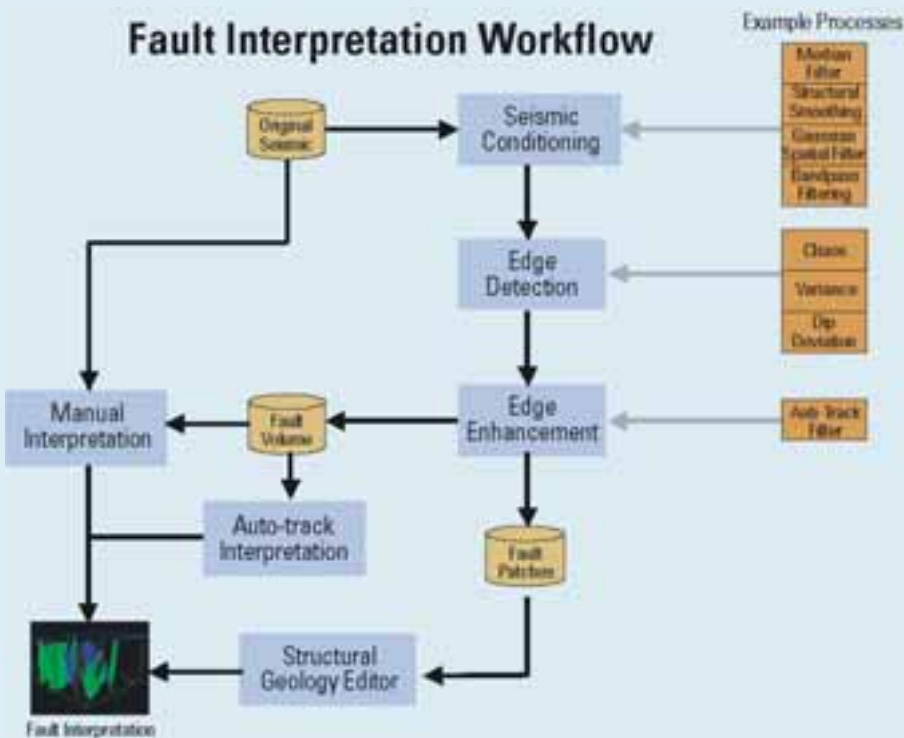 Fault Interpretation Workflow
Example Processes
Median
Filter
Structural
Smoothing
Gaussian
Spatial Filter
Bandpass
Filtering
Original
Seismic
Seismic
Conditioning
Edge
Detection
Chaos
Variance
Dip
Deviation
Manual
Interpretation
Fault
Volume
Edge
Enhancement
Auto Track
Filter
Auto-track
Interpretation
Fault
Patches
Structural
Geology Editor
Fault Interpretation